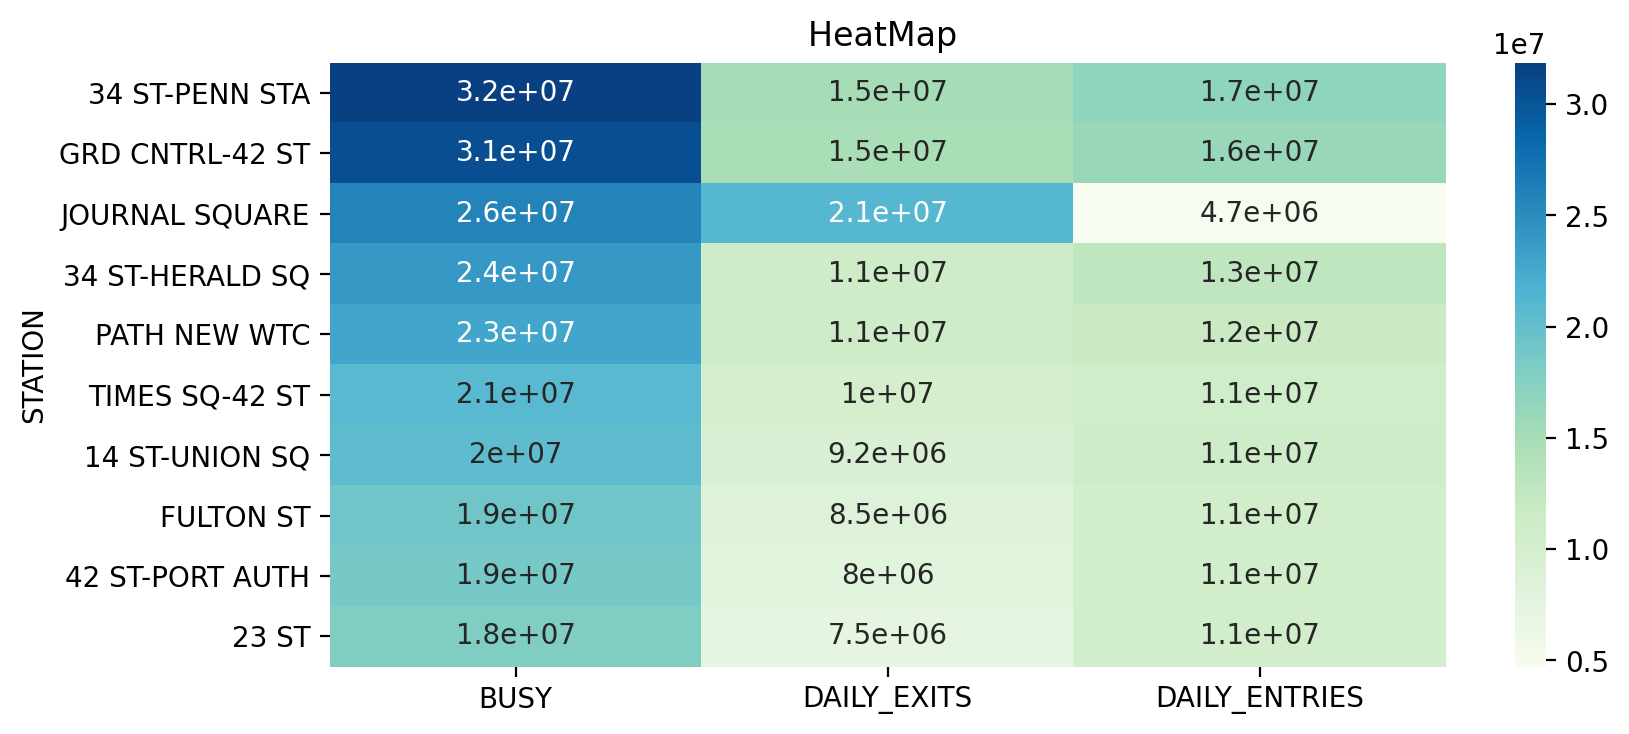 HeatMap
1e7
34 ST-PENN STA 3.2e+07 1.5e+07 1.7e+07
3.0
GRD CNTRL-42 ST 3.1e+07 1.5e+07 1.6e+07
JOURNAL SQUARE 2.6e+07 2.1e+07 4.7e+06
2.5
34 ST-HERALD SQ 2.4e+07 1.1e+07 1.3e+07
PATH NEW WTC 2.3e+07 1.1e+07 1.2e+07
2.0
STATION
TIMES SQ-42 ST 2.1e+07 1e+07 1.1e+07
1.5
14 ST-UNION SQ 2e+07 9.2e+06 1.1e+07
FULTON ST 1.9e+07 8.5e+06 1.1e+07
1.0
42 ST-PORT AUTH 1.9e+07 8e+06 1.1e+07
23 ST 1.8e+07 7.5e+06 1.1e+07
0.5
BUSY DAILY_EXITS DAILY_ENTRIES